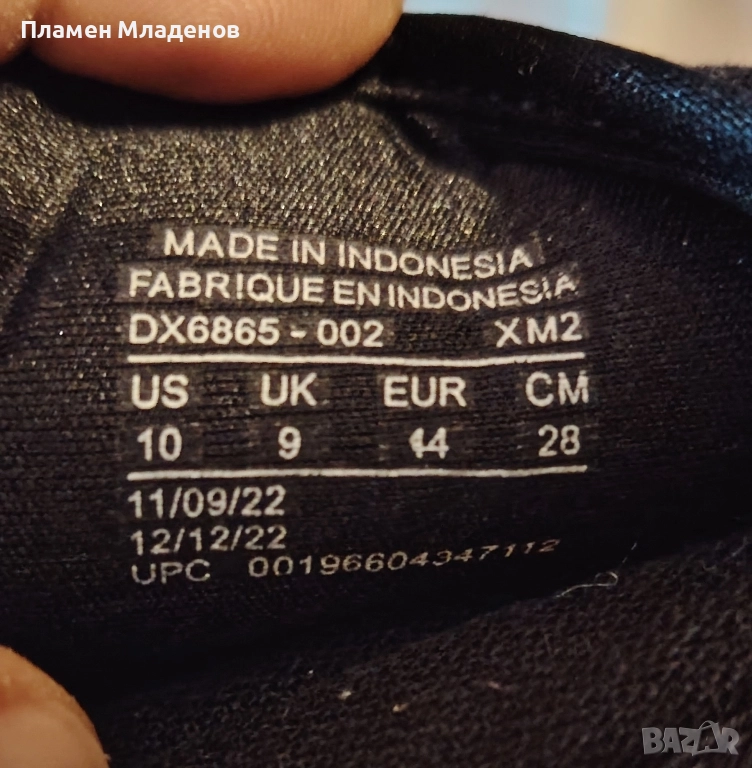 Пламен Младенов
MADE IN INDONESIA
FABRIQUE EN INDONESIA
DX6865-002 XM2
US UK EUR CM
10 9 44 28
11/09/22
12/12/22
UPC 00196604347112
BAZAR